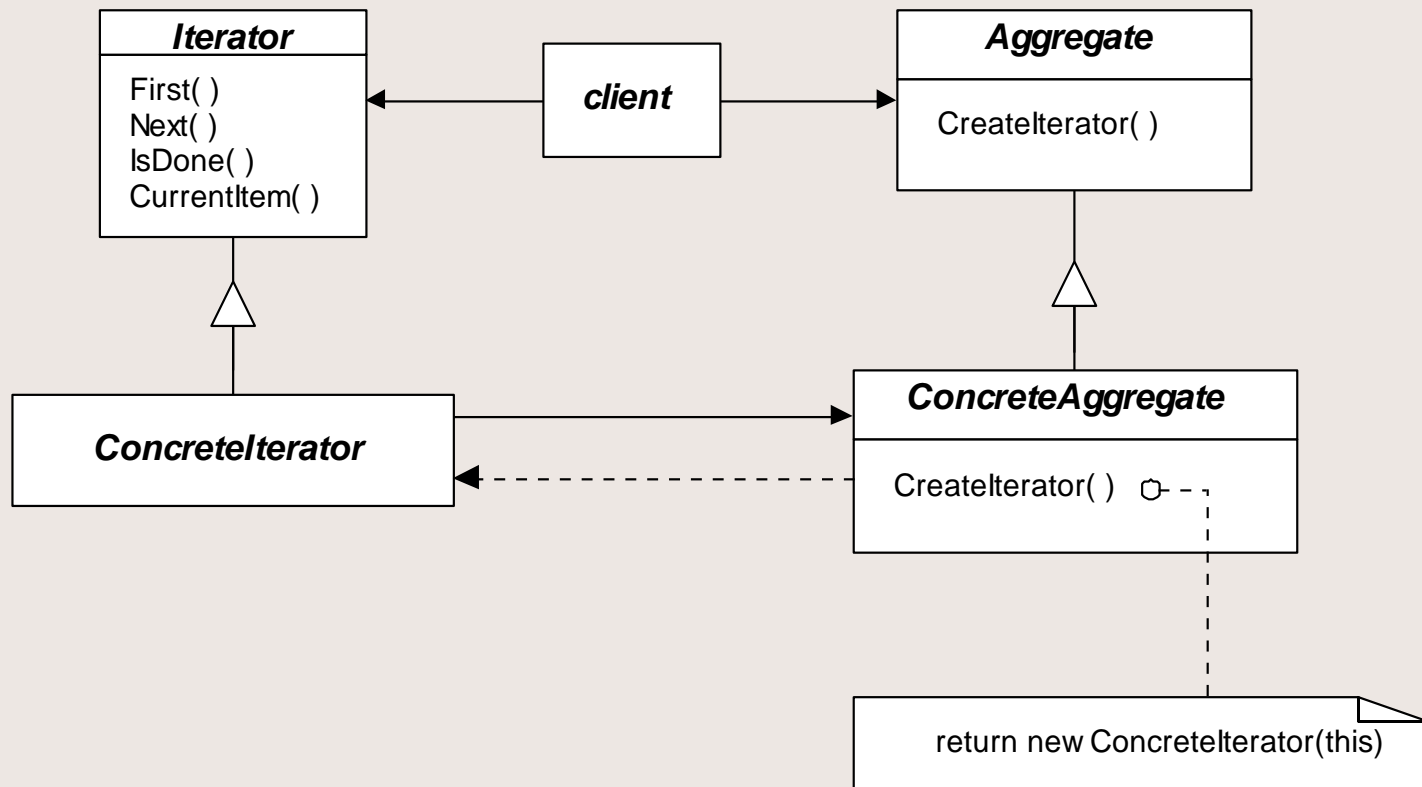 Iterator
First( )
Next( )
IsDone( )
CurrentItem( )
client
Aggregate
CreateIterator( )
ConcreteIterator
ConcreteAggregate
CreateIterator( )
return new ConcreteIterator(this)